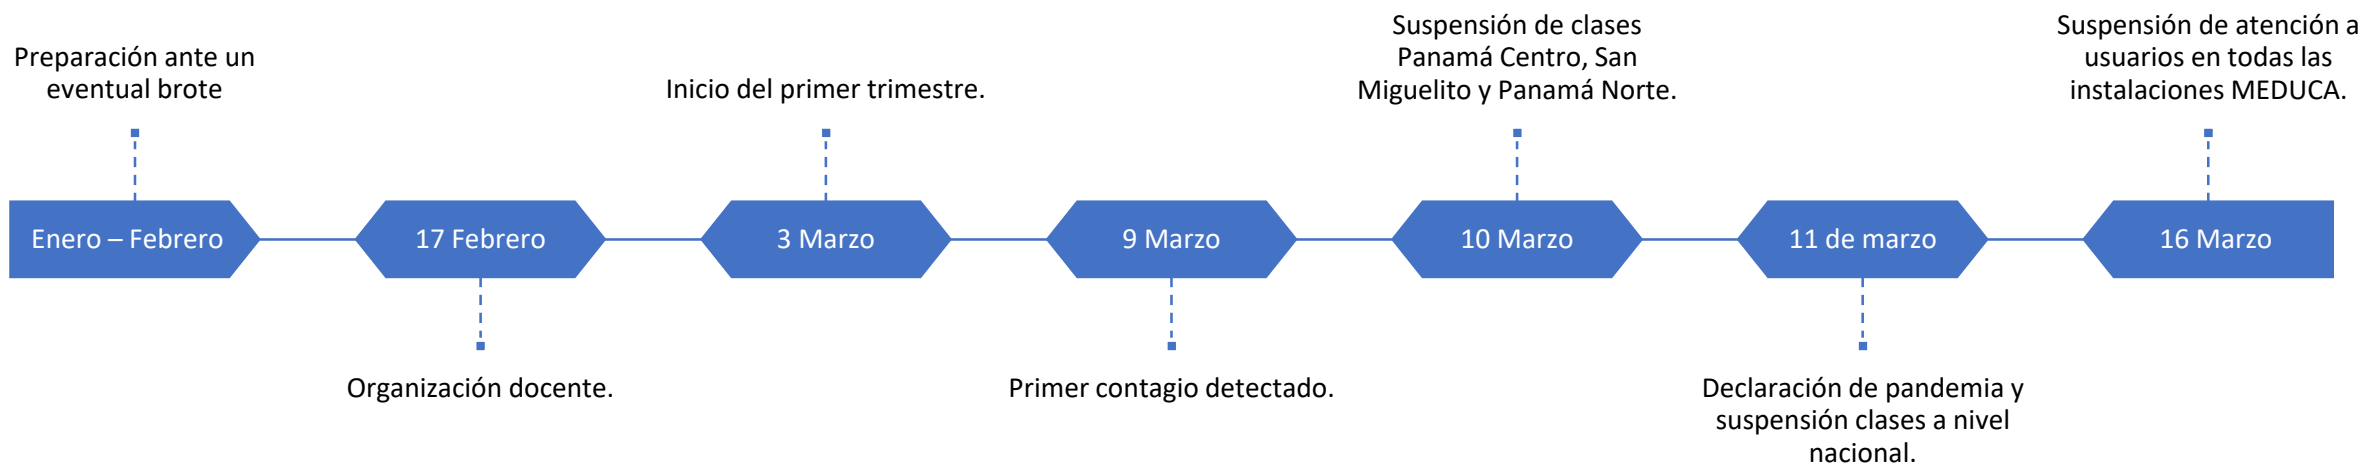 Preparación ante un
eventual brote
Inicio del primer trimestre.
Suspensión de clases
Panamá Centro, San
Miguelito y Panamá Norte.
Suspensión de atención a
usuarios en todas las
instalaciones MEDUCA.
Enero – Febrero
17 Febrero
3 Marzo
9 Marzo
10 Marzo
11 de marzo
16 Marzo
Organización docente.
Primer contagio detectado.
Declaración de pandemia y
suspensión clases a nivel
nacional.